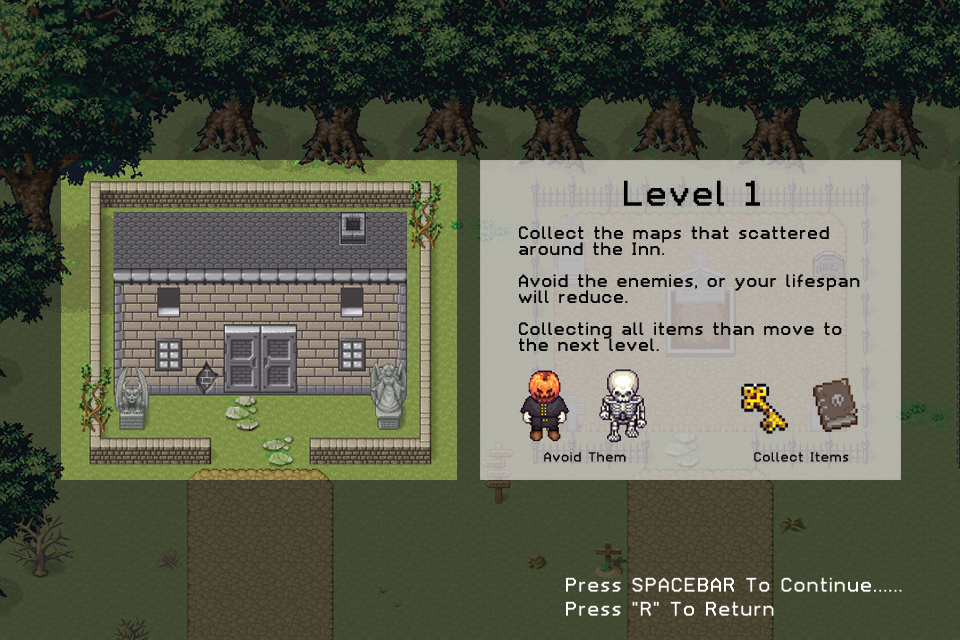 Level 1
Collect the maps that scattered
around the Inn.
Avoid the enemies, or your lifespan
will reduce.
Collecting all items than move to
the next level.
Avoid Them
Collect Items
Press SPACEBAR To Continue......
Press "R" To Return